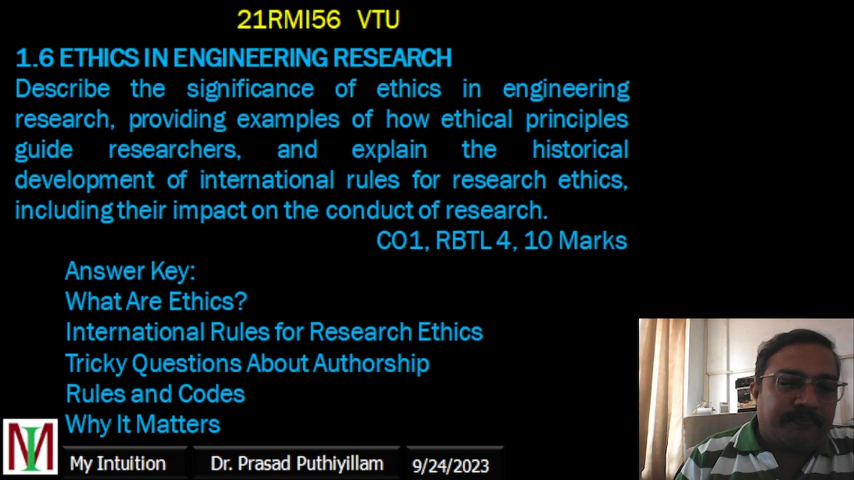 21RMI56 VTU
1.6 ETHICS IN ENGINEERING RESEARCH
Describe the significance of ethics in engineering
research, providing examples of how ethical principles
guide researchers, and explain the historical
development of international rules for research ethics,
including their impact on the conduct of research.
CO1, RBTL 4, 10 Marks
Answer Key:
What Are Ethics?
International Rules for Research Ethics
Tricky Questions About Authorship
Rules and Codes
Why It Matters
MI
My Intuition
Dr. Prasad Puthiyillam
9/24/2023